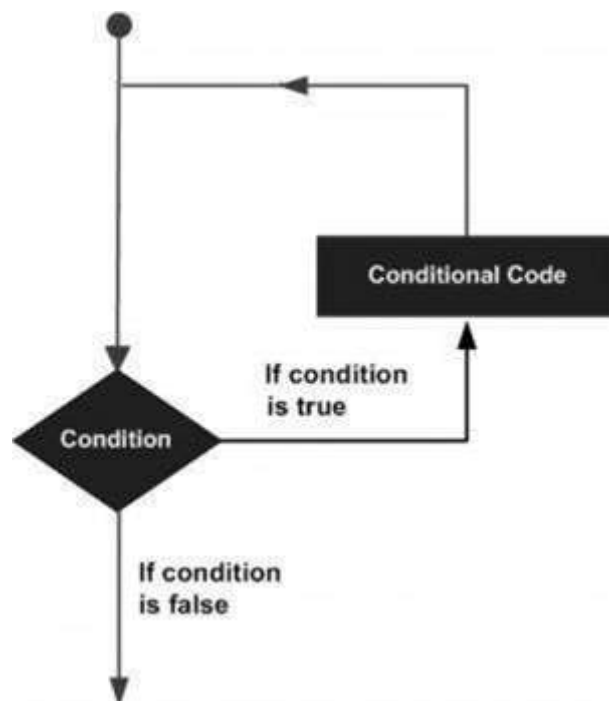 Conditional Code
If condition
is true
Condition
If condition
is false